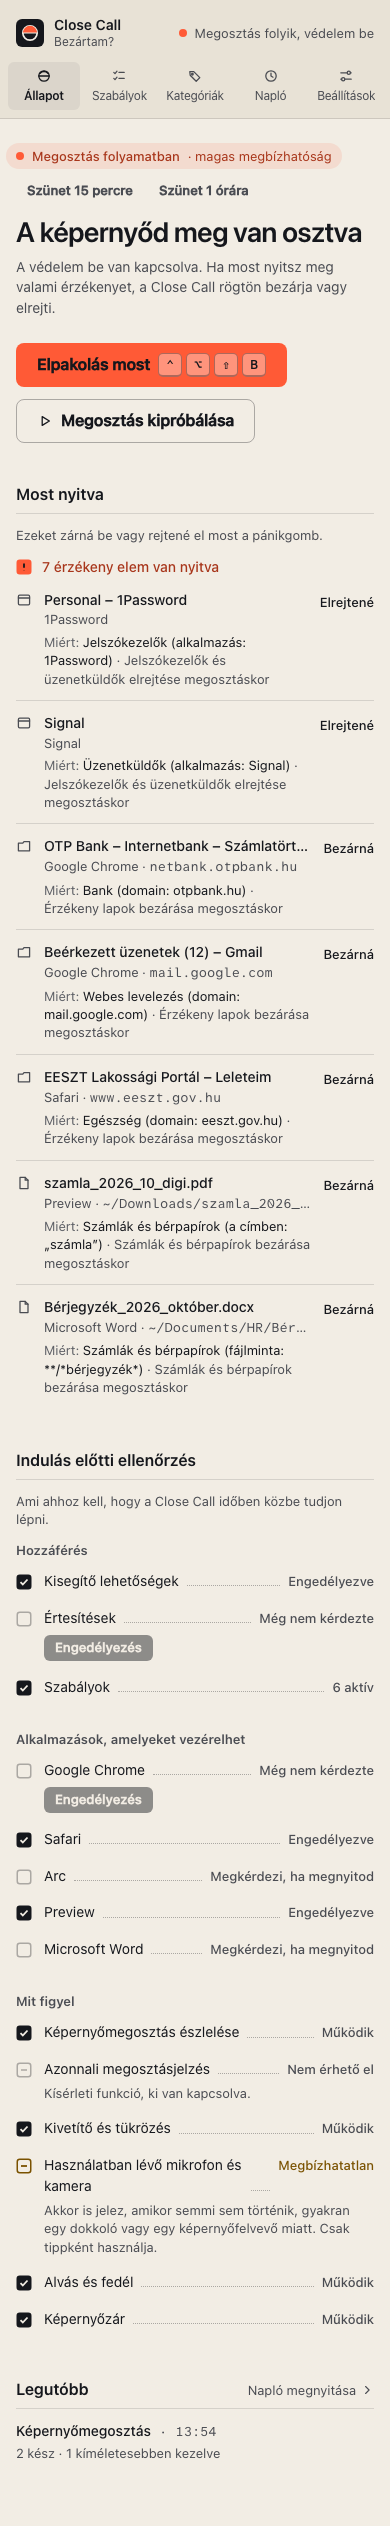 Close Call
Bezártam?
Megosztás folyik, védelem be
Állapot
Szabályok
Kategóriák
Napló
Beállítások
Megosztás folyamatban · magas megbízhatóság
Szünet 15 percre
Szünet 1 órára
A képernyőd meg van osztva
A védelem be van kapcsolva. Ha most nyitsz meg
valami érzékenyet, a Close Call rögtön bezárja vagy
elrejti.
Elpakolás most ⌃ ⌥ ⇧ B
Megosztás kipróbálása
Most nyitva
Ezeket zárná be vagy rejtené el most a pánikgomb.
7 érzékeny elem van nyitva
Personal – 1Password
Elrejtené
1Password
Miért: Jelszókezelők (alkalmazás:
1Password) · Jelszókezelők és
üzenetküldők elrejtése megosztáskor
Signal
Elrejtené
Signal
Miért: Üzenetküldők (alkalmazás: Signal) ·
Jelszókezelők és üzenetküldők elrejtése
megosztáskor
OTP Bank – Internetbank – Számlatört...
Bezárná
Google Chrome · netbank.otpbank.hu
Miért: Bank (domain: otpbank.hu) ·
Érzékeny lapok bezárása megosztáskor
Beérkezett üzenetek (12) – Gmail
Bezárná
Google Chrome · mail.google.com
Miért: Webes levelezés (domain:
mail.google.com) · Érzékeny lapok bezárása
megosztáskor
EESZT Lakossági Portál – Leleteim
Bezárná
Safari · www.eeszt.gov.hu
Miért: Egészség (domain: eeszt.gov.hu) ·
Érzékeny lapok bezárása megosztáskor
szamla_2026_10_digi.pdf
Bezárná
Preview · ~/Downloads/szamla_2026_...
Miért: Számlák és bérpapírok (a címben:
„számla”) · Számlák és bérpapírok bezárása
megosztáskor
Bérjegyzék_2026_október.docx
Bezárná
Microsoft Word · ~/Documents/HR/Bér...
Miért: Számlák és bérpapírok (fájlminta:
**/*bérjegyzék*) · Számlák és bérpapírok
bezárása megosztáskor
Indulás előtti ellenőrzés
Ami ahhoz kell, hogy a Close Call időben közbe tudjon
lépni.
Hozzáférés
Kisegítő lehetőségek Engedélyezve
Értesítések Még nem kérdezte
Engedélyezés
Szabályok 6 aktív
Alkalmazások, amelyeket vezérelhet
Google Chrome Még nem kérdezte
Engedélyezés
Safari Engedélyezve
Arc Megkérdezi, ha megnyitod
Preview Engedélyezve
Microsoft Word Megkérdezi, ha megnyitod
Mit figyel
Képernyőmegosztás észlelése Működik
Azonnali megosztásjelzés Nem érhető el
Kísérleti funkció, ki van kapcsolva.
Kivetítő és tükrözés Működik
Használatban lévő mikrofon és
kamera
Megbízhatatlan
Akkor is jelez, amikor semmi sem történik, gyakran
egy dokkoló vagy egy képernyőfelvevő miatt. Csak
tippként használja.
Alvás és fedél Működik
Képernyőzár Működik
Legutóbb
Napló megnyitása
Képernyőmegosztás · 13:54
2 kész · 1 kíméletesebben kezelve